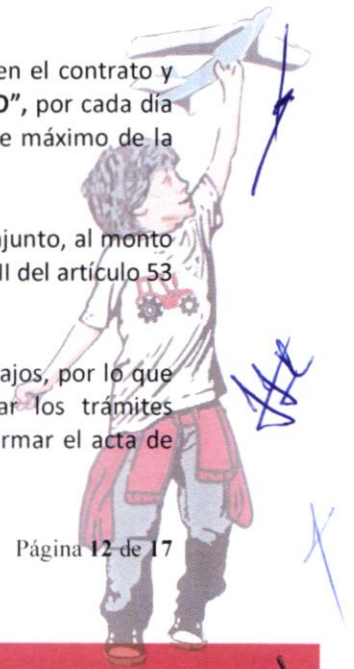 en el contrato y
O", por cada día
e máximo de la
junto, al monto
II del artículo 53
ajos, por lo que
ar los trámites
rmar el acta de
Página 12 de 17